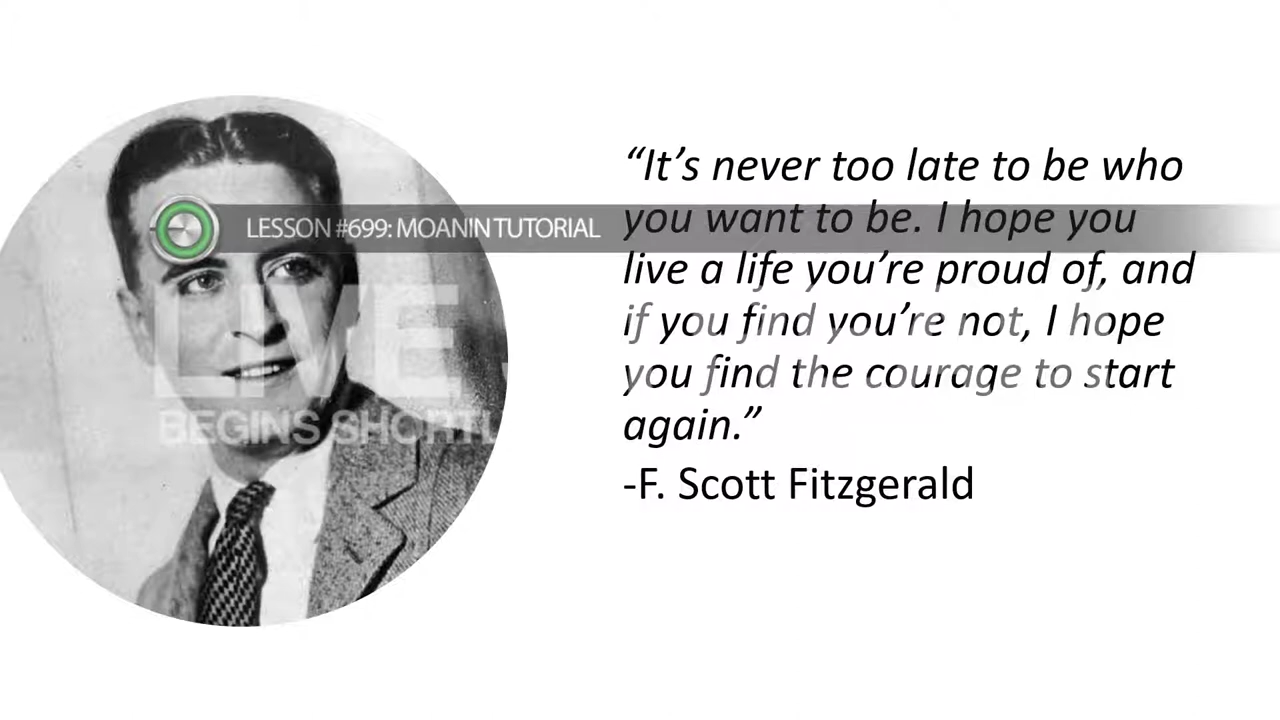 LESSON #699: MOANIN TUTORIAL
LIVE
BEGINS SHORTL
“It’s never too late to be who
you want to be. I hope you
live a life you’re proud of, and
if you find you’re not, I hope
you find the courage to start
again.”
-F. Scott Fitzgerald